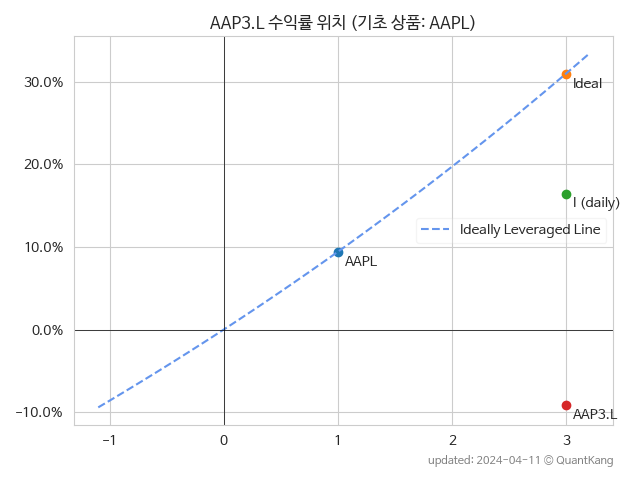 AAP3.L 수익률 위치 (기초 상품: AAPL)
30.0%
20.0%
10.0%
0.0%
−10.0%
Ideal
I (daily)
Ideally Leveraged Line
AAPL
AAP3.L
−1
0
1
2
3
updated: 2024-04-11 © QuantKang